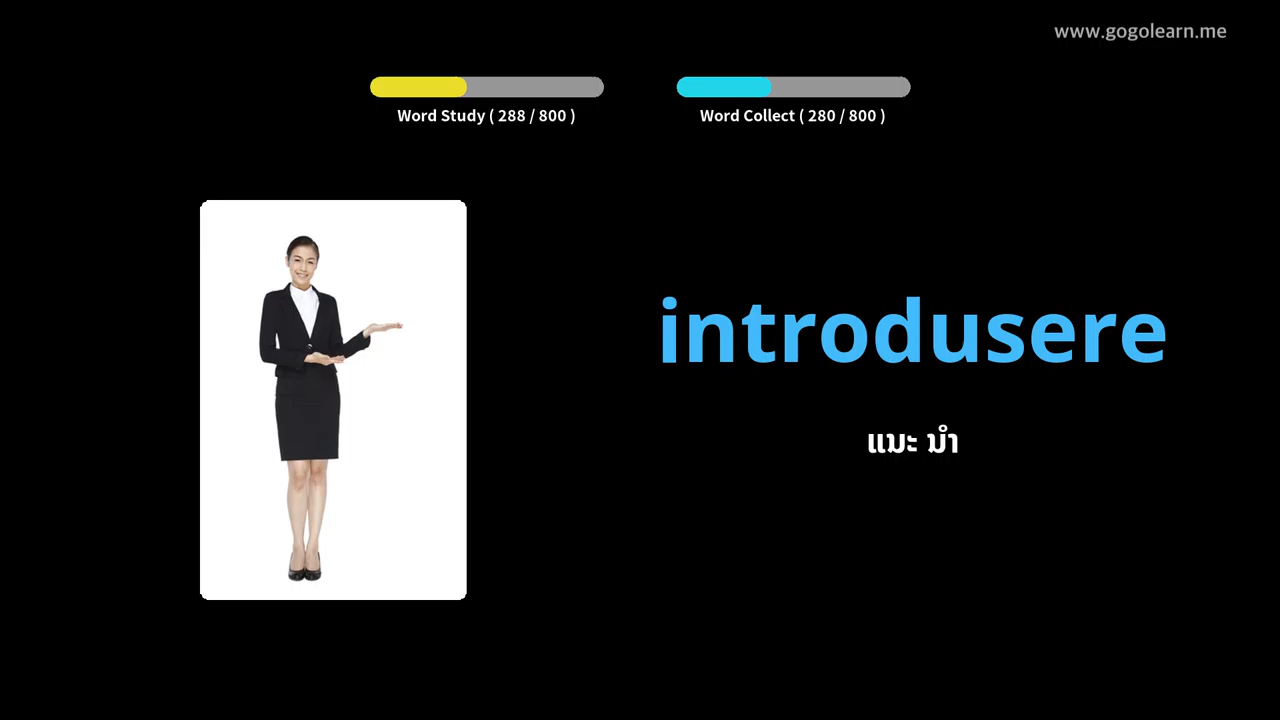 www.gogolearn.me
Word Study ( 288 / 800 )
Word Collect ( 280 / 800 )
introdusere
ແນະ ນຳ